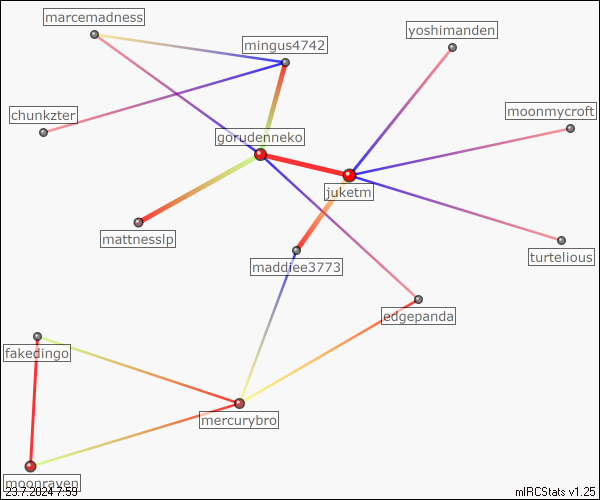 marcemadness
yoshimanden
mingus4742
chunkzter
moonmycroft
gorudenneko
juketm
mattnesslp
turtelious
maddiee3773
edgepanda
fakedingo
mercurybro
moonraven
23.7.2024 7:59
mIRCStats v1.25